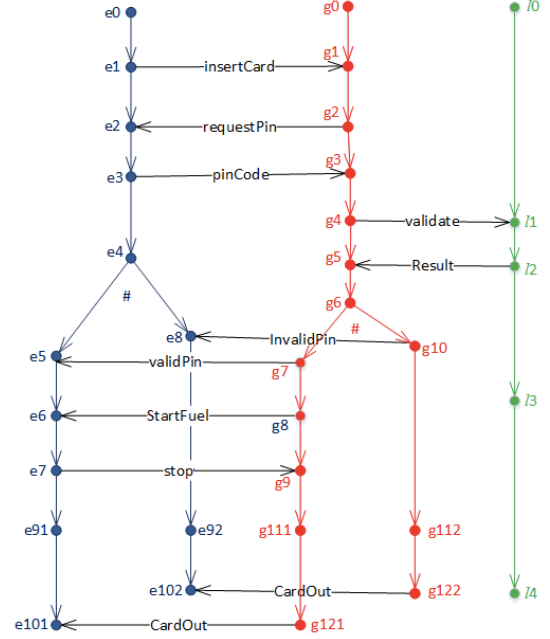 e0 g0 l0
e1 insertCard g1
e2 requestPin g2
e3 pinCode g3
g4 validate l1
e4 g5 Result l2
# g6
e8 InvalidPin # g10
e5 validPin g7
l3
e6 StartFuel g8
e7 stop g9
e91 e92 g111 g112
e102 CardOut g122 l4
e101 CardOut g121